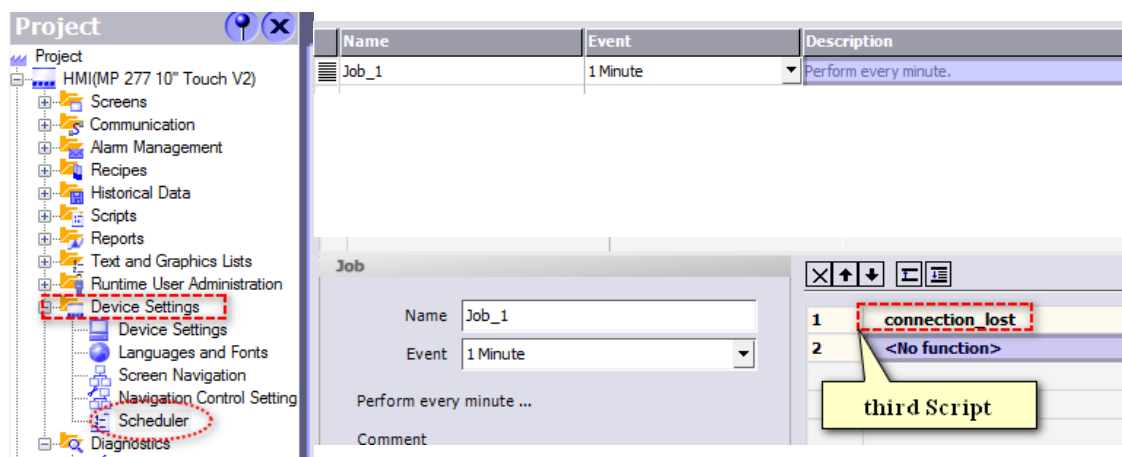 Project
Project
HMI(MP 277 10" Touch V2)
Screens
Communication
Alarm Management
Recipes
Historical Data
Scripts
Reports
Text and Graphics Lists
Runtime User Administration
Device Settings
Device Settings
Languages and Fonts
Screen Navigation
Navigation Control Setting
Scheduler
Diagnostics
Name Event Description
Job_1 1 Minute Perform every minute.
Job
Name Job_1
Event 1 Minute
Perform every minute ...
Comment
1 connection_lost
2 <No function>
third Script